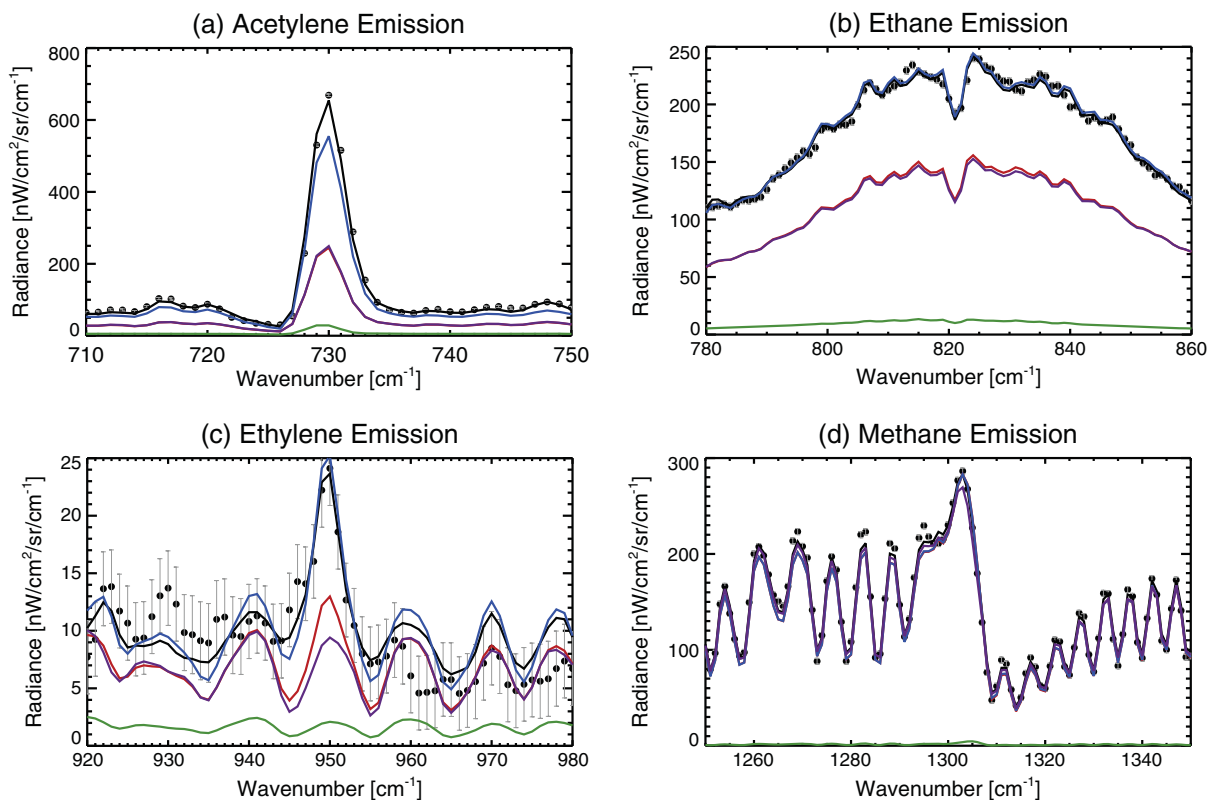 (a) Acetylene Emission
800
600
400
200
0
Radiance [nW/cm²/sr/cm⁻¹]
710 720 730 740 750
Wavenumber [cm⁻¹]
(b) Ethane Emission
250
200
150
100
50
0
Radiance [nW/cm²/sr/cm⁻¹]
780 800 820 840 860
Wavenumber [cm⁻¹]
(c) Ethylene Emission
25
20
15
10
5
0
Radiance [nW/cm²/sr/cm⁻¹]
920 930 940 950 960 970 980
Wavenumber [cm⁻¹]
(d) Methane Emission
300
200
100
0
Radiance [nW/cm²/sr/cm⁻¹]
1260 1280 1300 1320 1340
Wavenumber [cm⁻¹]